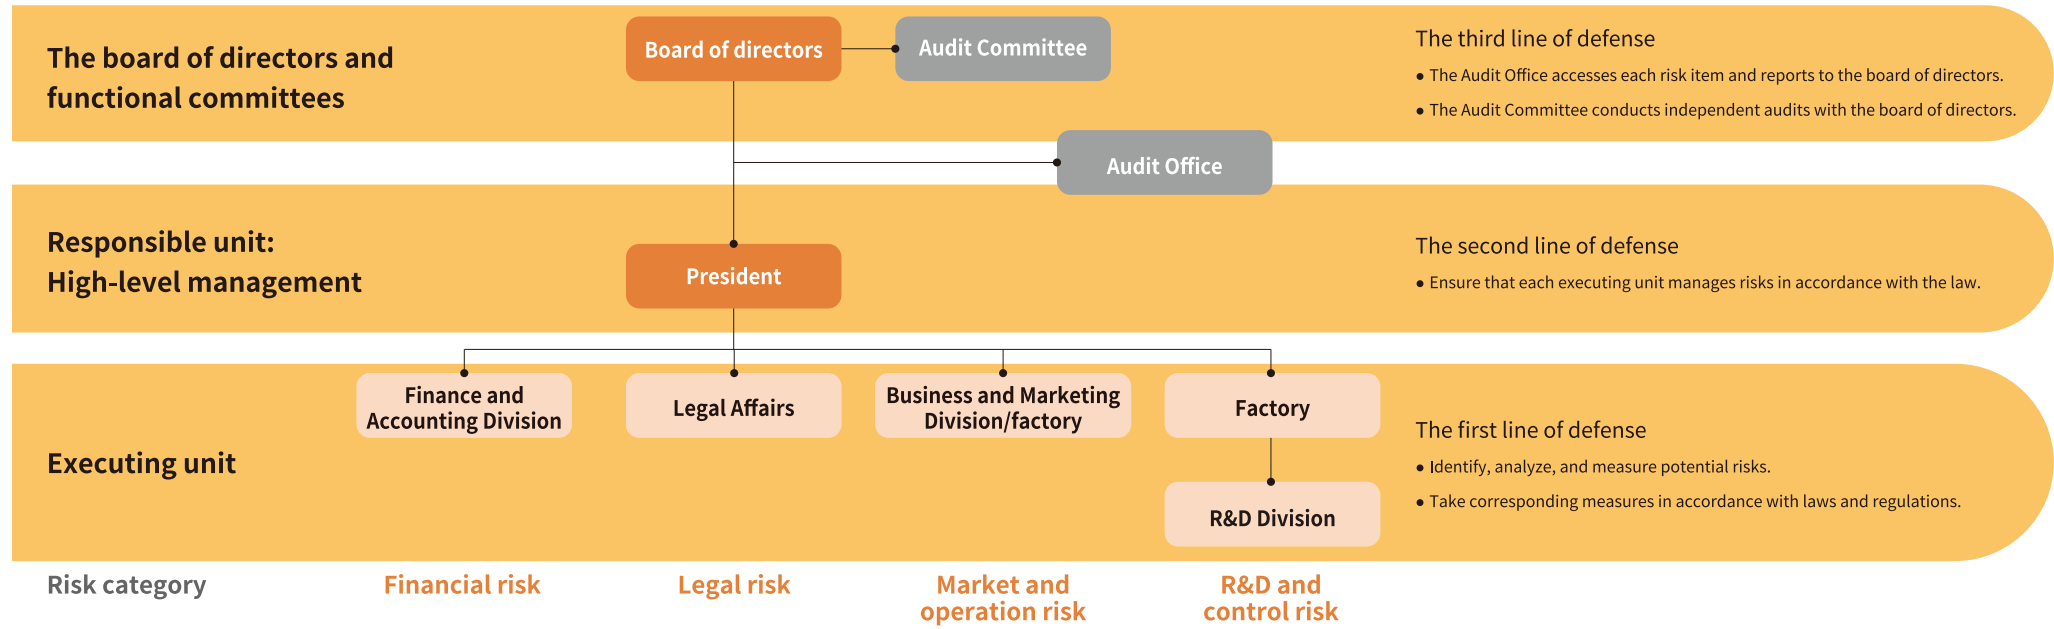 The board of directors and
functional committees
Board of directors
Audit Committee
The third line of defense
● The Audit Office accesses each risk item and reports to the board of directors.
● The Audit Committee conducts independent audits with the board of directors.
Audit Office
Responsible unit:
High-level management
President
The second line of defense
● Ensure that each executing unit manages risks in accordance with the law.
Executing unit
Finance and
Accounting Division
Legal Affairs
Business and Marketing
Division/factory
Factory
R&D Division
The first line of defense
● Identify, analyze, and measure potential risks.
● Take corresponding measures in accordance with laws and regulations.
Risk category
Financial risk
Legal risk
Market and
operation risk
R&D and
control risk